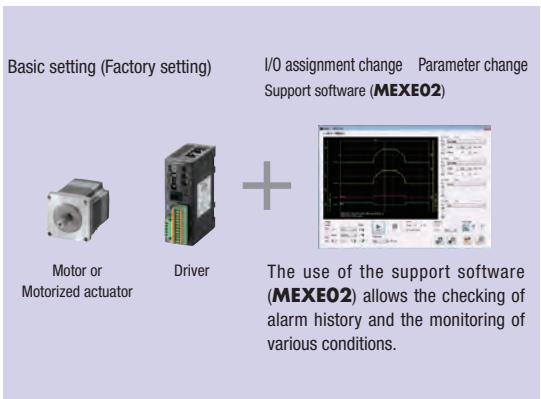 Basic setting (Factory setting)
I/O assignment change Parameter change
Support software (MEXE02)
Motor or
Motorized actuator
Driver
The use of the support software
(MEXE02) allows the checking of
alarm history and the monitoring of
various conditions.